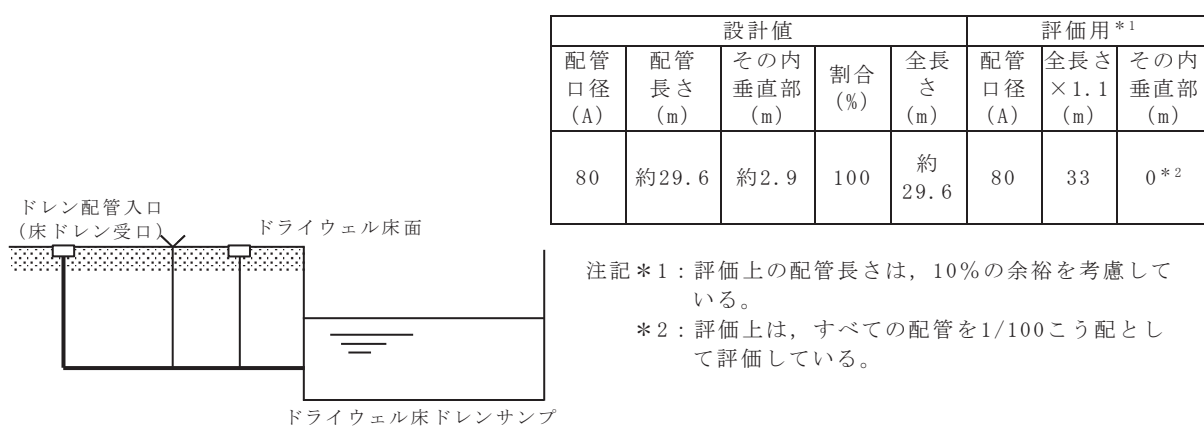 設計値 評価用*1
配管口径(A) 配管長さ(m) その内垂直部(m) 割合(%) 全長さ(m) 配管口径(A) 全長さ×1.1(m) その内垂直部(m)
80 約29.6 約2.9 100 約29.6 80 33 0*2
ドレン配管入口
(床ドレン受口)
ドライウェル床面
ドライウェル床ドレンサンプ
注記*1:評価上の配管長さは,10%の余裕を考慮して
いる。
*2:評価上は,すべての配管を1/100こう配とし
て評価している。